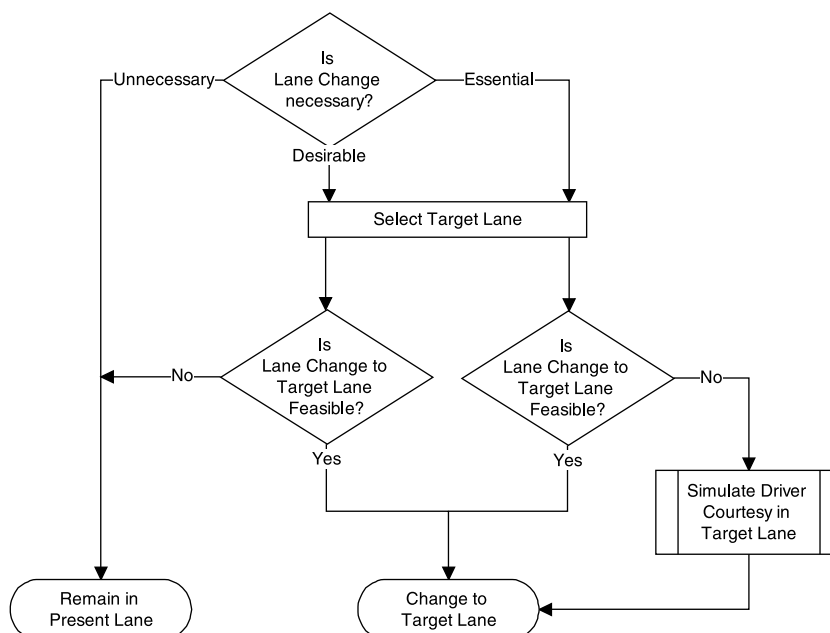 Is
Lane Change
necessary?
Unnecessary
Essential
Desirable
Select Target Lane
Is
Lane Change to
Target Lane
Feasible?
Is
Lane Change to
Target Lane
Feasible?
No
No
Yes
Yes
Simulate Driver
Courtesy in
Target Lane
Remain in
Present Lane
Change to
Target Lane